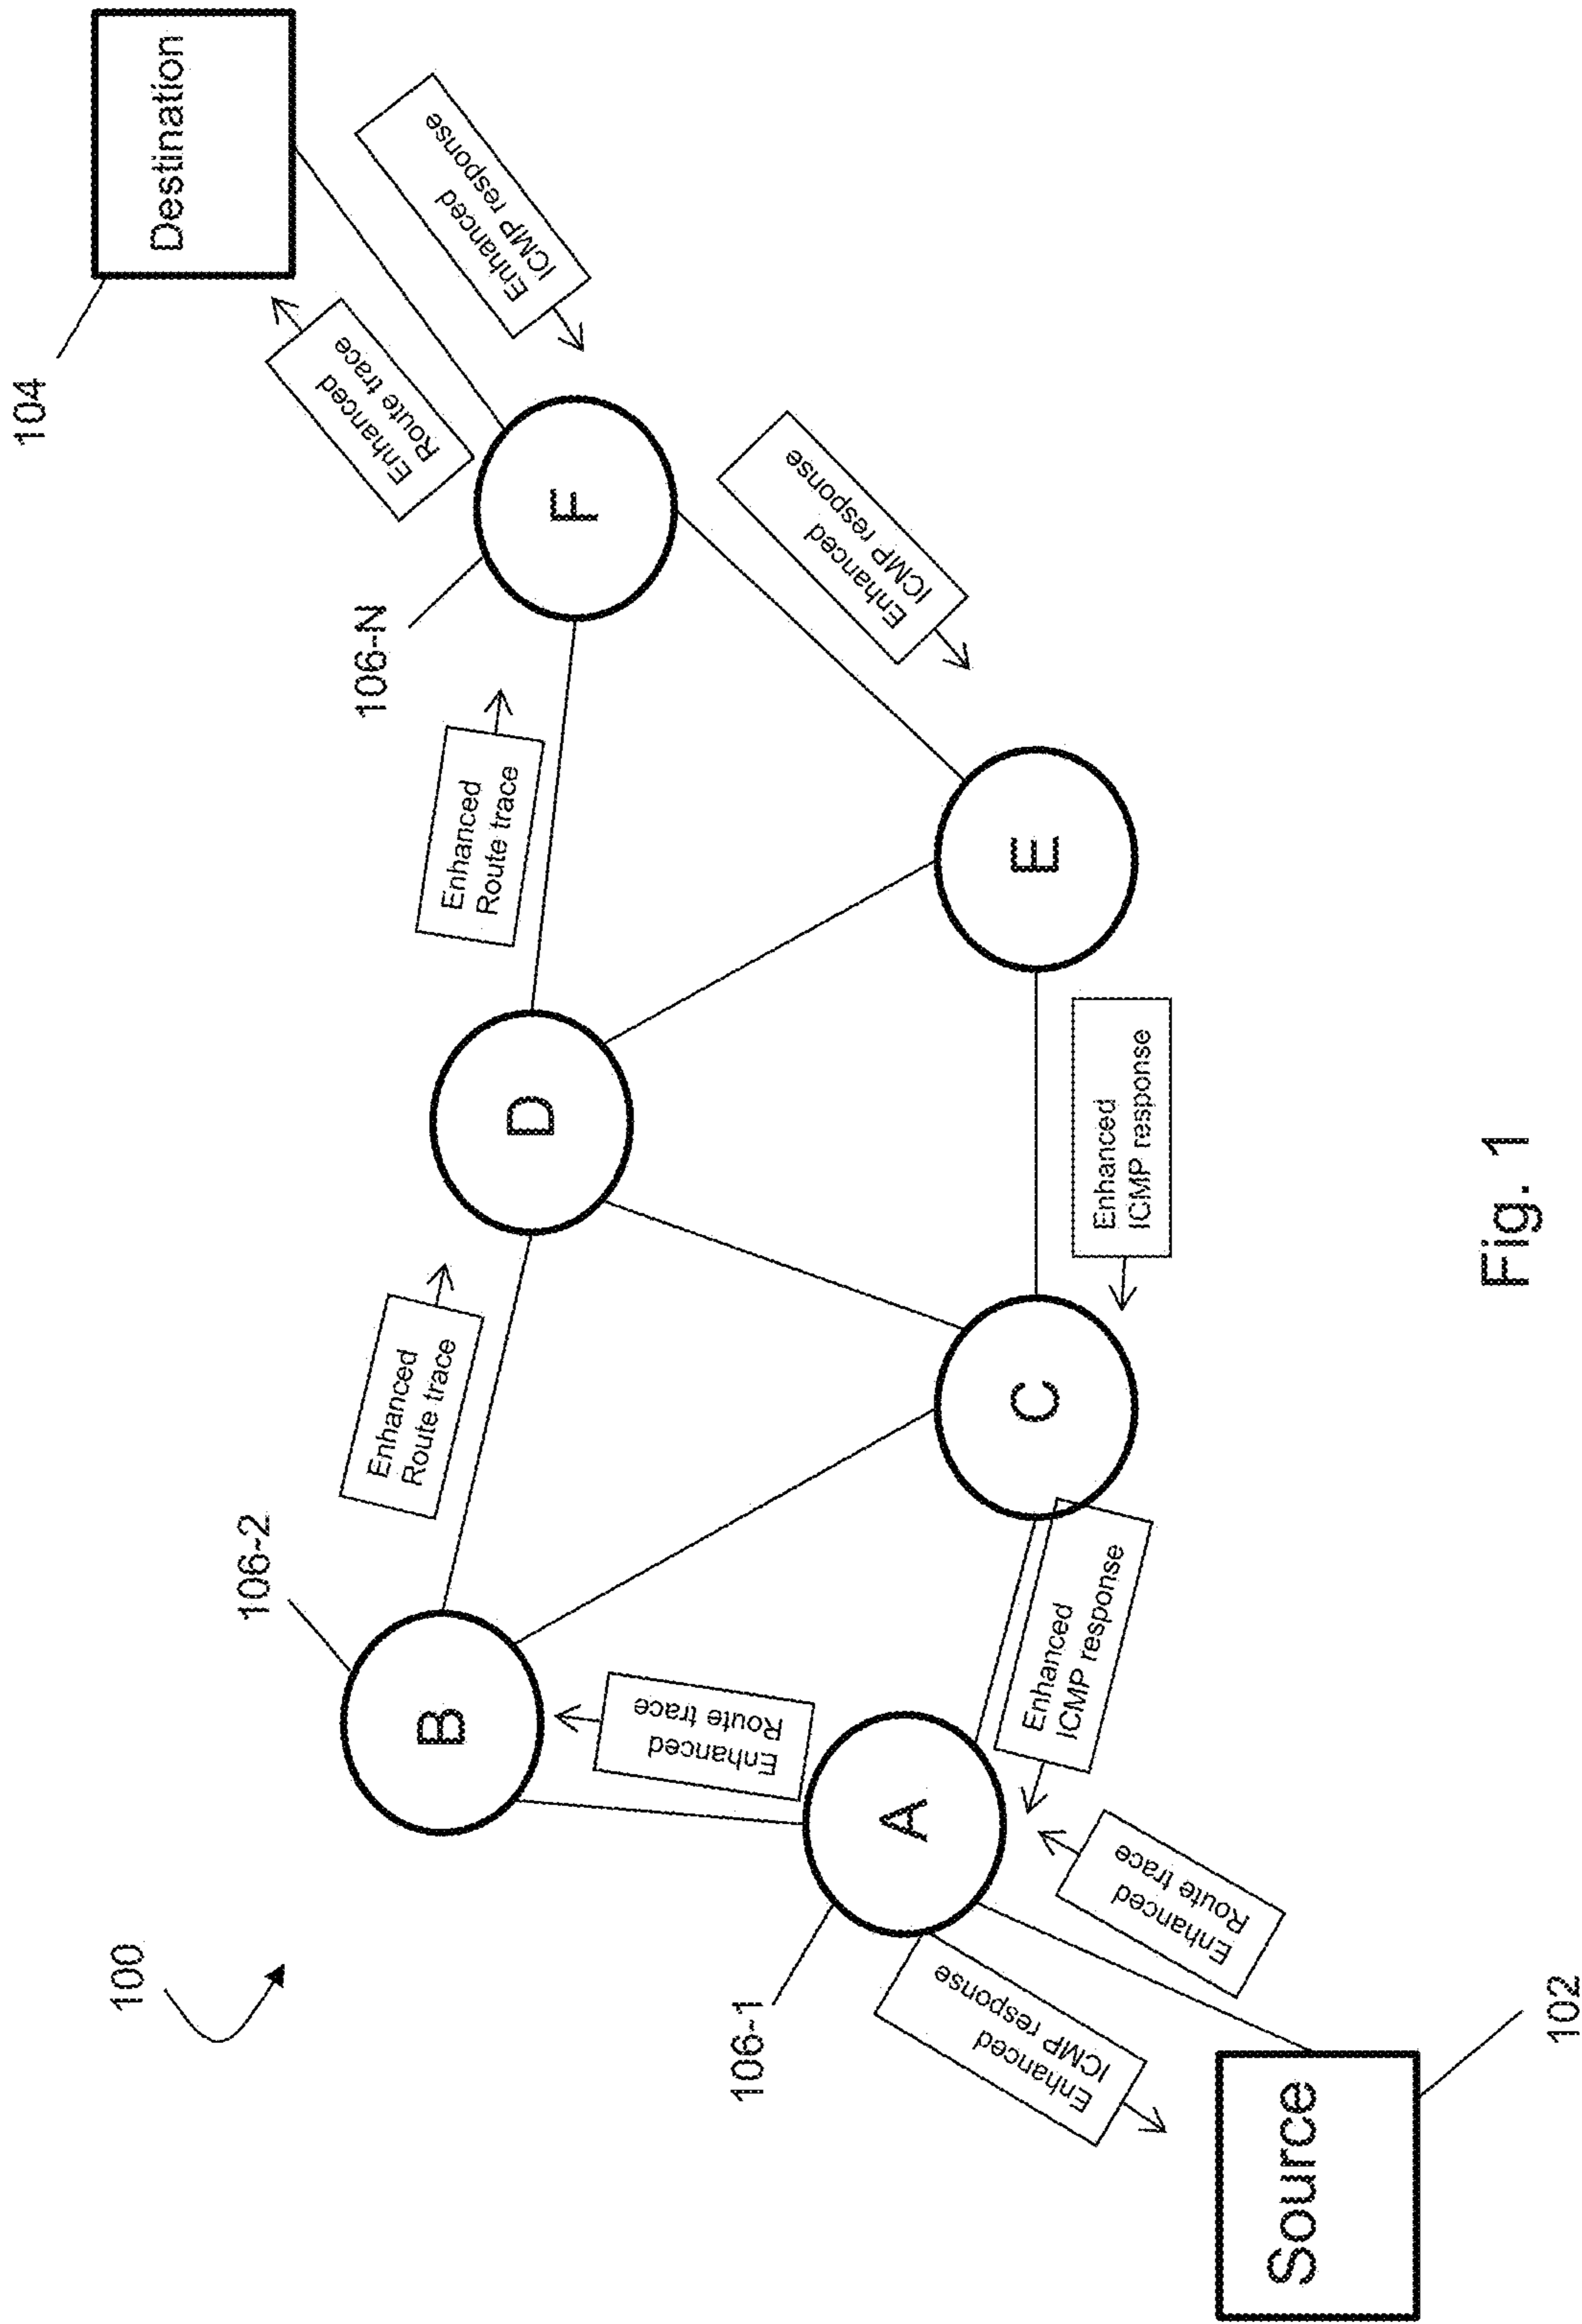 100
104
Destination
Enhanced
Route trace
Enhanced
ICMP response
106-N
F
Enhanced
Route trace
Enhanced
ICMP response
D
E
Enhanced
Route trace
Enhanced
ICMP response
106-2
B
C
Enhanced
Route trace
Enhanced
ICMP response
106-1
A
Enhanced
Route trace
Enhanced
ICMP response
Source
102
Fig. 1